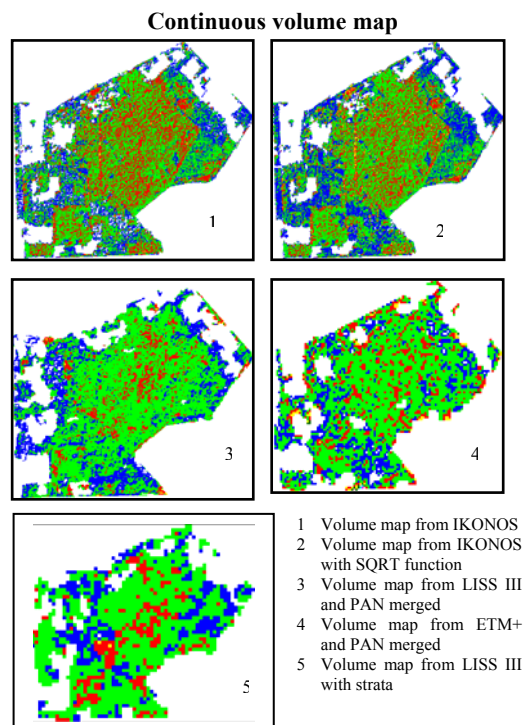 Continuous volume map
1
2
3
4
5
1 Volume map from IKONOS
2 Volume map from IKONOS
with SQRT function
3 Volume map from LISS III
and PAN merged
4 Volume map from ETM+
and PAN merged
5 Volume map from LISS III
with strata